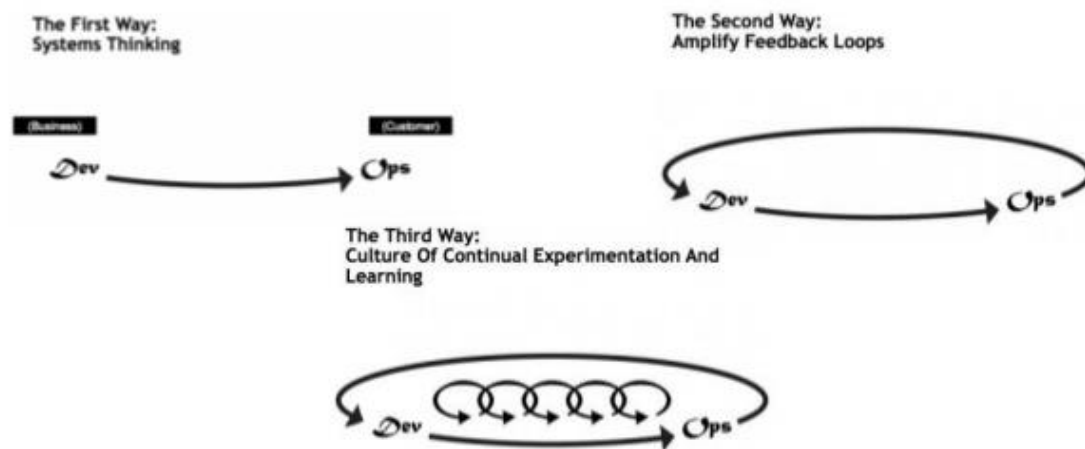 The First Way:
Systems Thinking
(Business)
(Customer)
Dev
Ops
The Second Way:
Amplify Feedback Loops
Dev
Ops
The Third Way:
Culture Of Continual Experimentation And
Learning
Dev
Ops